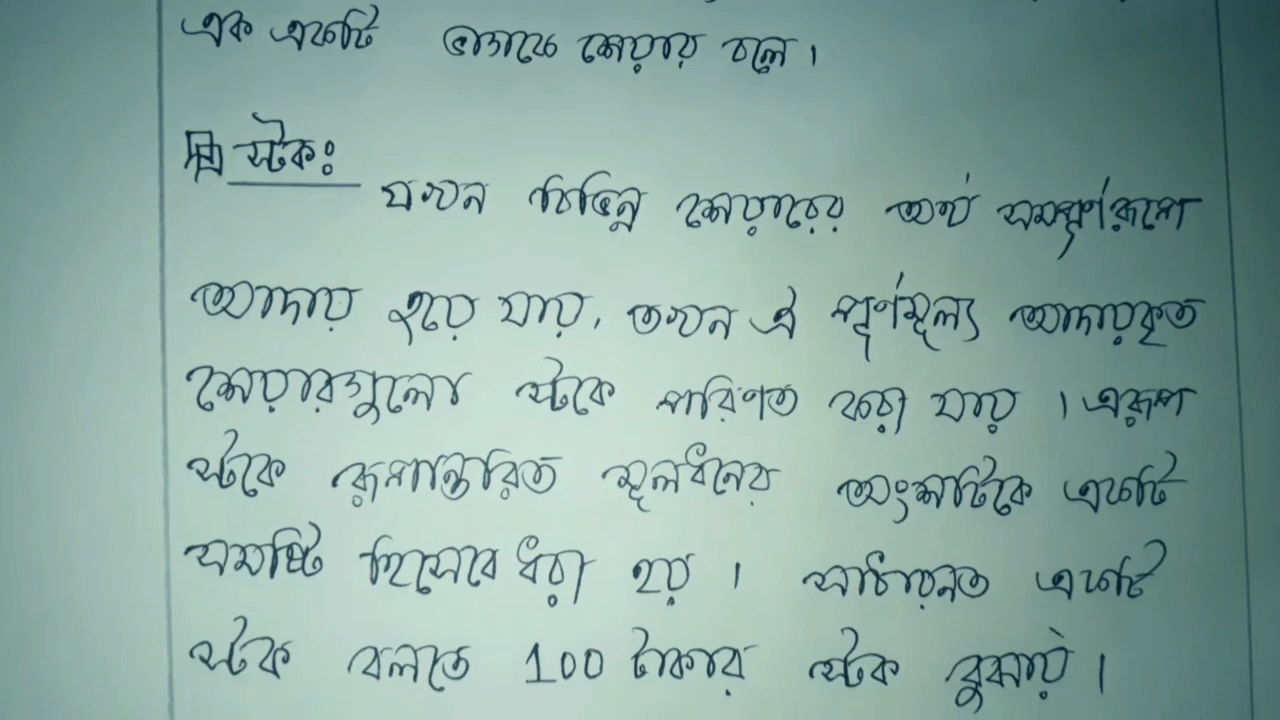 এক একটি ভাগকে শেয়ার বলে।
স্টকঃ
যখন বিভিন্ন শেয়ারের অর্থ সম্পূর্ণরূপে
আদায় হয়ে যায়, তখন ঐ পূর্ণমূল্য আদায়কৃত
শেয়ারগুলো স্টকে পরিণত করা যায়। এরূপ
স্টকে রূপান্তরিত মূলধনের অংশটিকে একটি
সমষ্টি হিসেবে ধরা হয়। সাধারনত একটি
স্টক বলতে 100 টাকার স্টক বুঝায়।